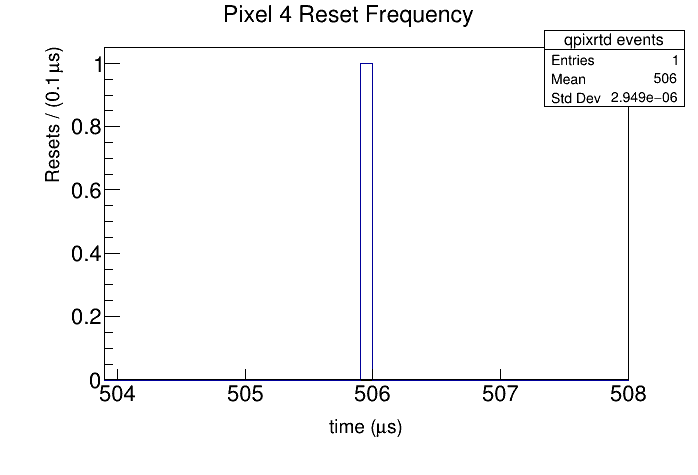 Pixel 4 Reset Frequency
qpixrtd events
Entries 1
Mean 506
Std Dev 2.949e−06
Resets / (0.1 μs)
1
0.8
0.6
0.4
0.2
0
504 505 506 507 508
time (μs)